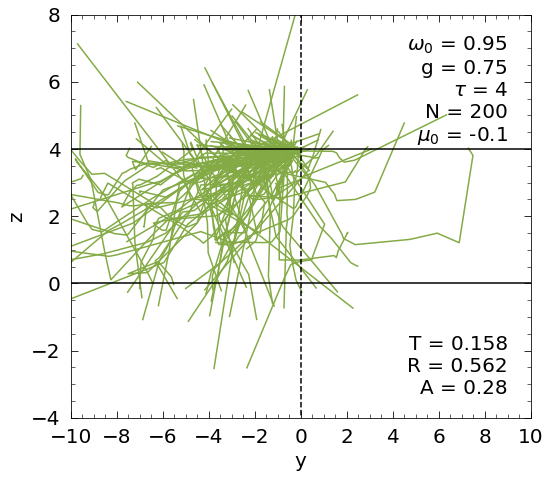 8
6
4
2
0
−2
−4
z
ω₀ = 0.95
g = 0.75
τ = 4
N = 200
μ₀ = -0.1
T = 0.158
R = 0.562
A = 0.28
−10 −8 −6 −4 −2 0 2 4 6 8 10
y